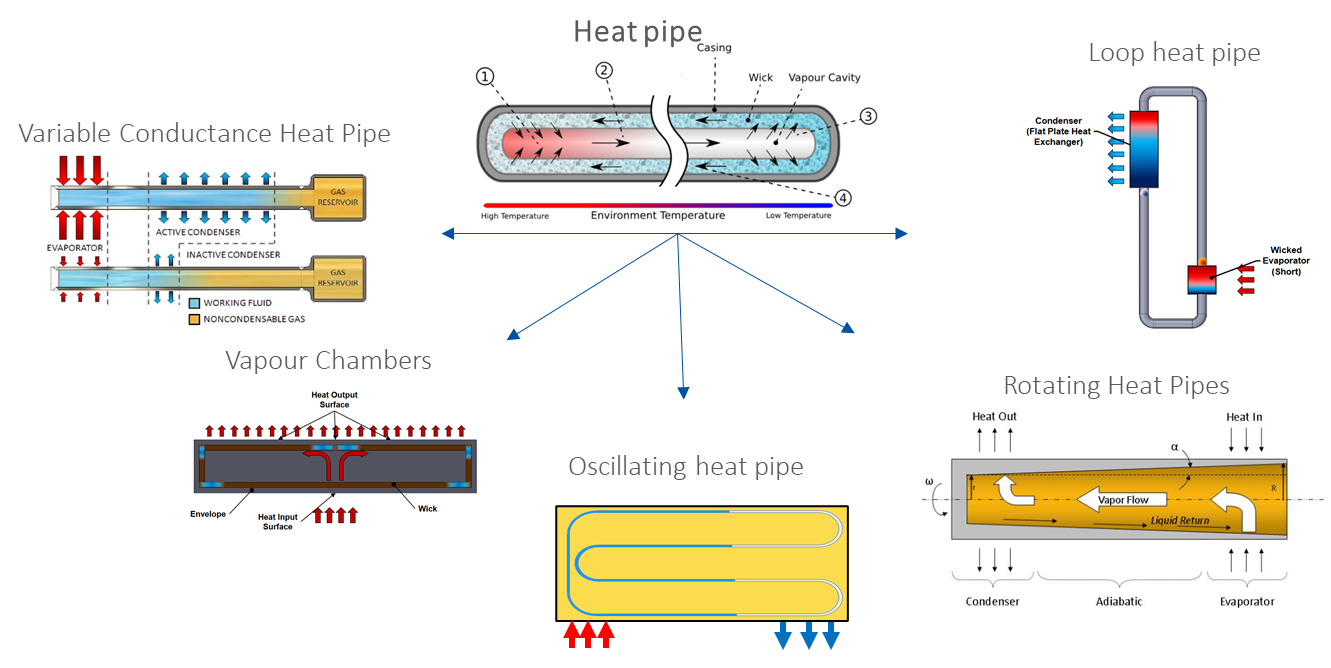 Heat pipe
Casing
1
2
Wick
Vapour Cavity
3
4
High Temperature
Environment Temperature
Low Temperature
Variable Conductance Heat Pipe
GAS
RESERVOIR
ACTIVE CONDENSER
EVAPORATOR
INACTIVE CONDENSER
GAS
RESERVOIR
WORKING FLUID
NONCONDENSABLE GAS
Loop heat pipe
Condenser
(Flat Plate Heat
Exchanger)
Wicked
Evaporator
(Short)
Vapour Chambers
Heat Output
Surface
Envelope
Heat Input
Surface
Wick
Oscillating heat pipe
Rotating Heat Pipes
Heat Out
Heat In
α
ω
r
Vapor Flow
R
Liquid Return
Condenser
Adiabatic
Evaporator